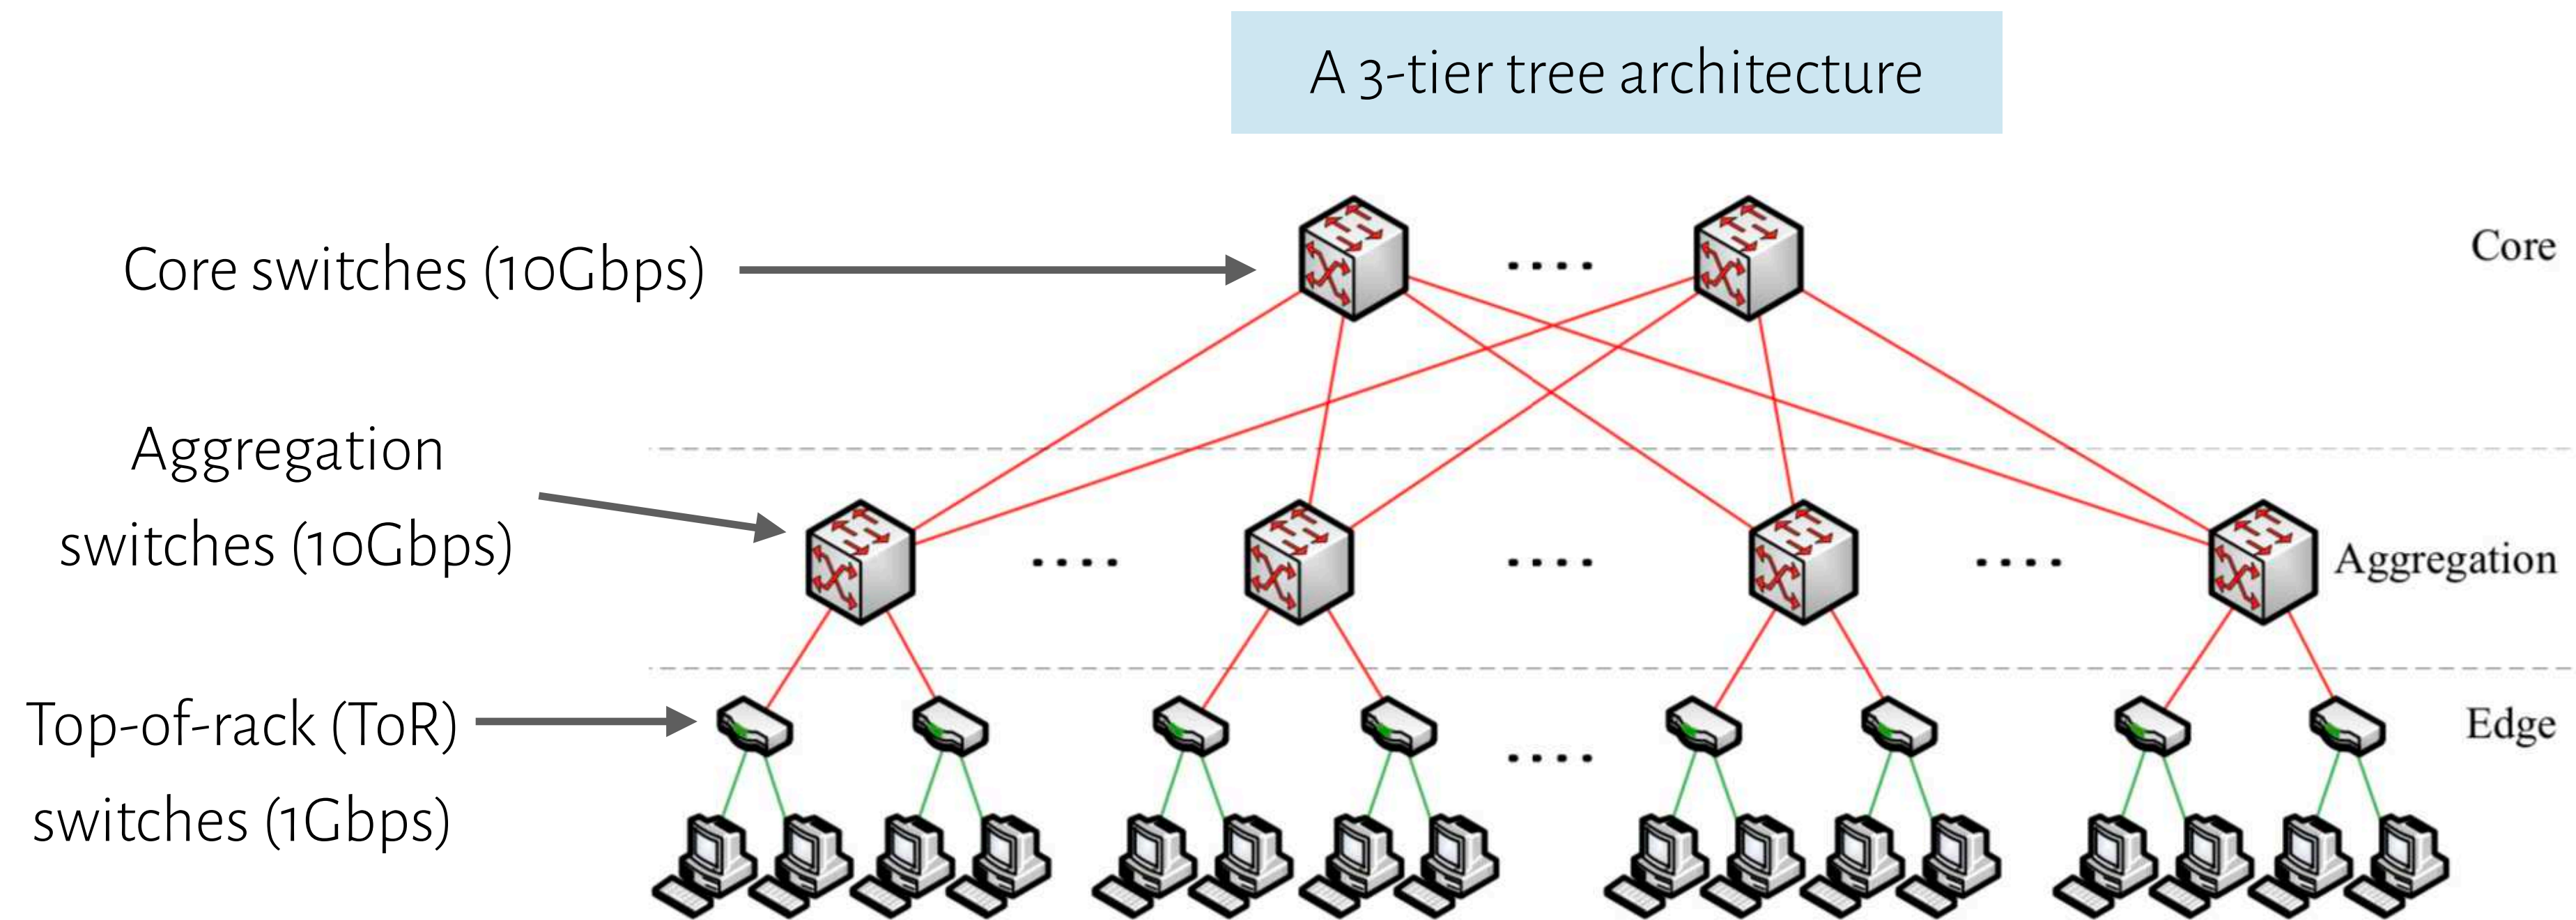 A 3-tier tree architecture
Core switches (10Gbps)
Core
Aggregation
switches (10Gbps)
Aggregation
Top-of-rack (ToR)
switches (1Gbps)
Edge